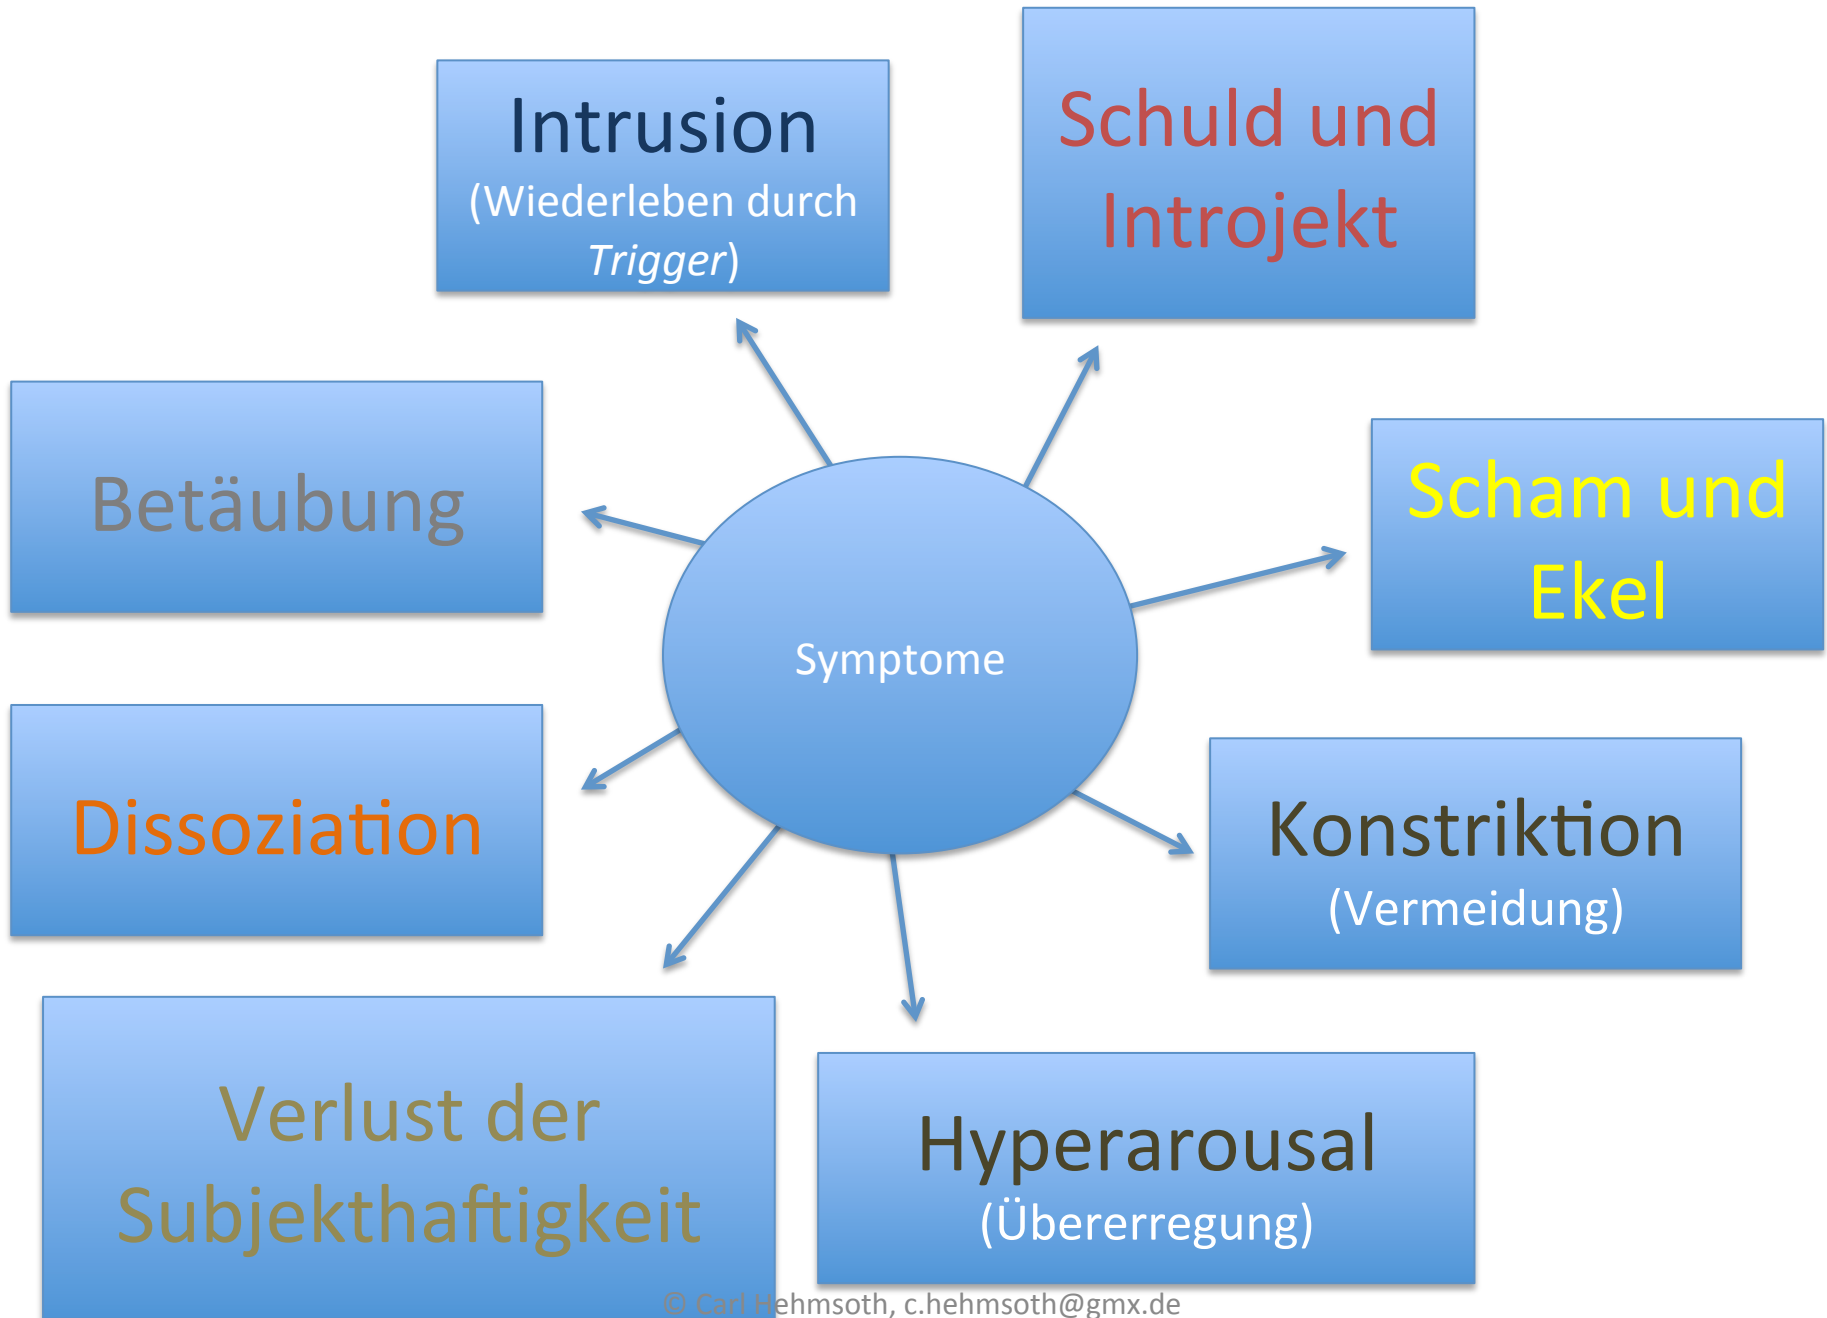 Intrusion
(Wiederleben durch
Trigger)
Schuld und
Introjekt
Betäubung
Scham und
Ekel
Symptome
Dissoziation
Konstriktion
(Vermeidung)
Verlust der
Subjekthaftigkeit
Hyperarousal
(Übererregung)
© Carl Hehmsoth, c.hehmsoth@gmx.de